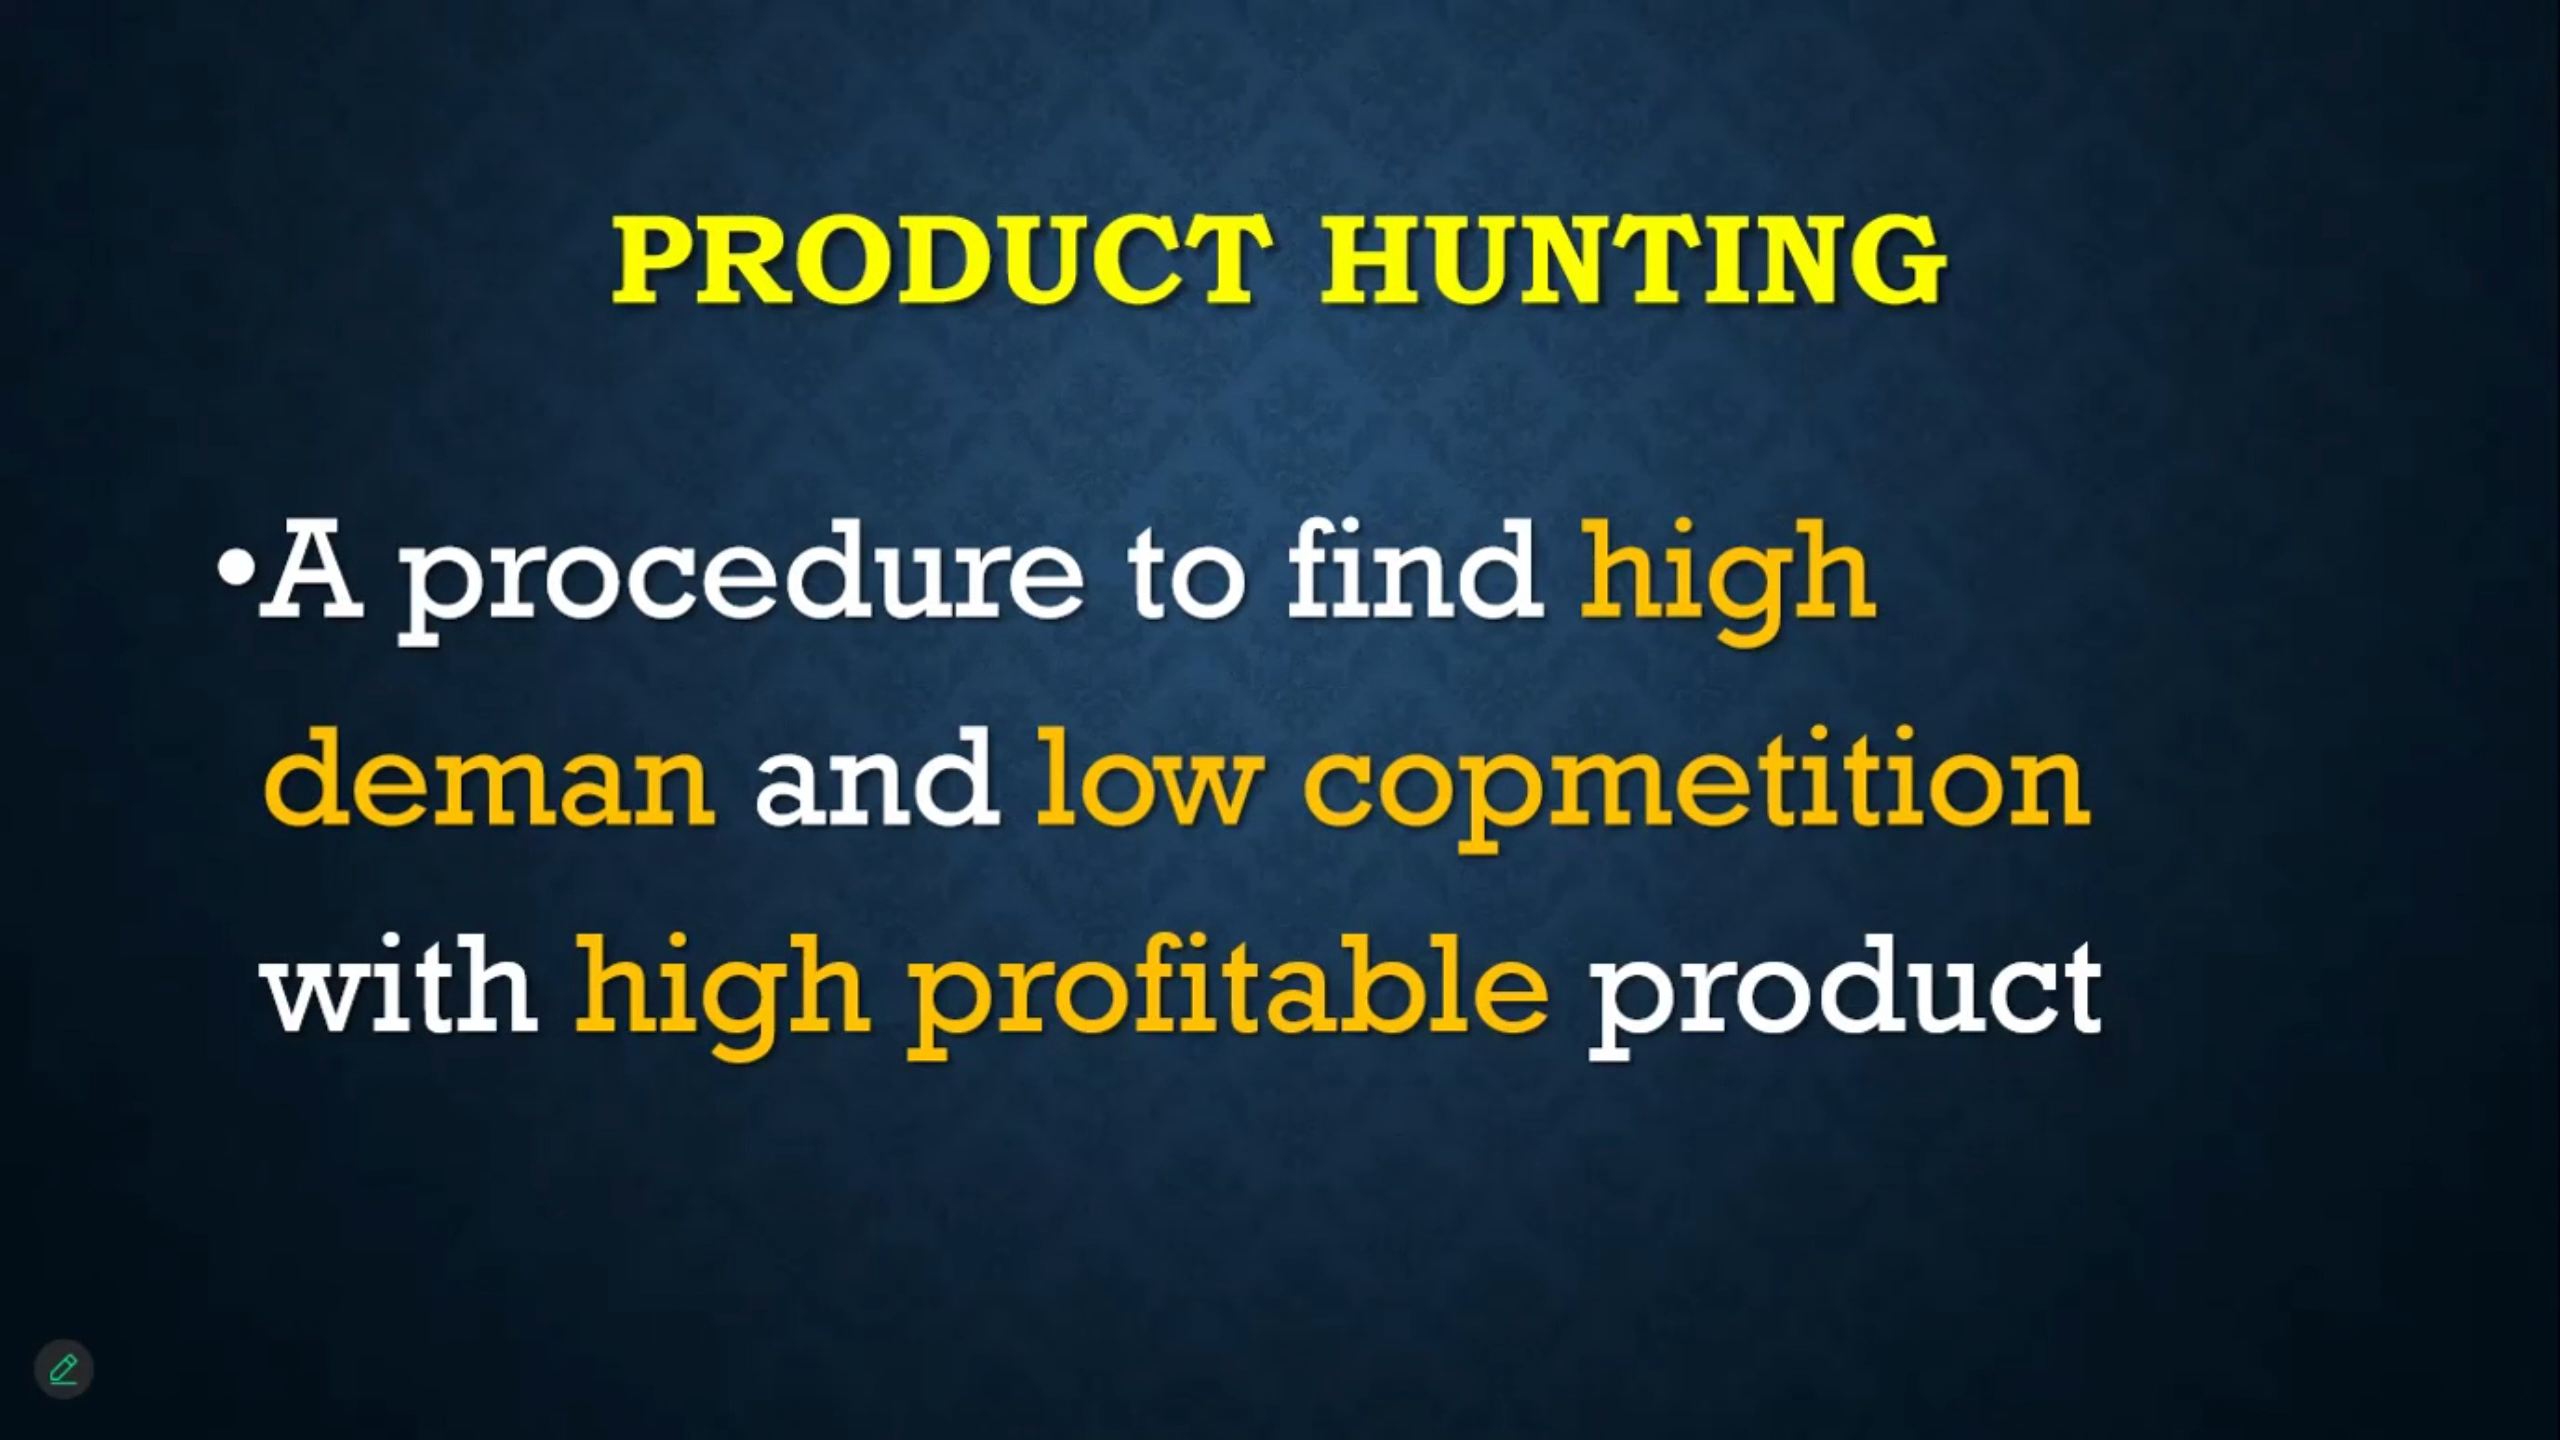 PRODUCT HUNTING
•A procedure to find high
deman and low copmetition
with high profitable product